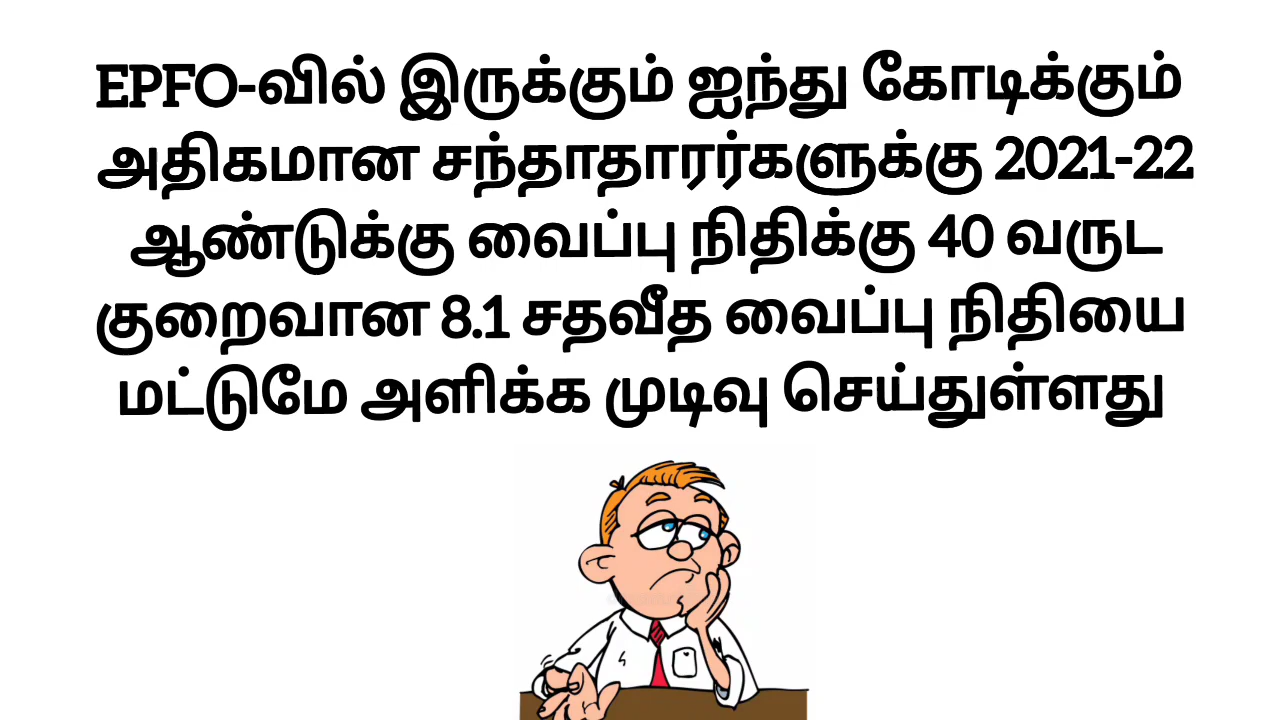 EPFO-வில் இருக்கும் ஐந்து கோடிக்கும்
அதிகமான சந்தாதாரர்களுக்கு 2021-22
ஆண்டுக்கு வைப்பு நிதிக்கு 40 வருட
குறைவான 8.1 சதவீத வைப்பு நிதியை
மட்டுமே அளிக்க முடிவு செய்துள்ளது